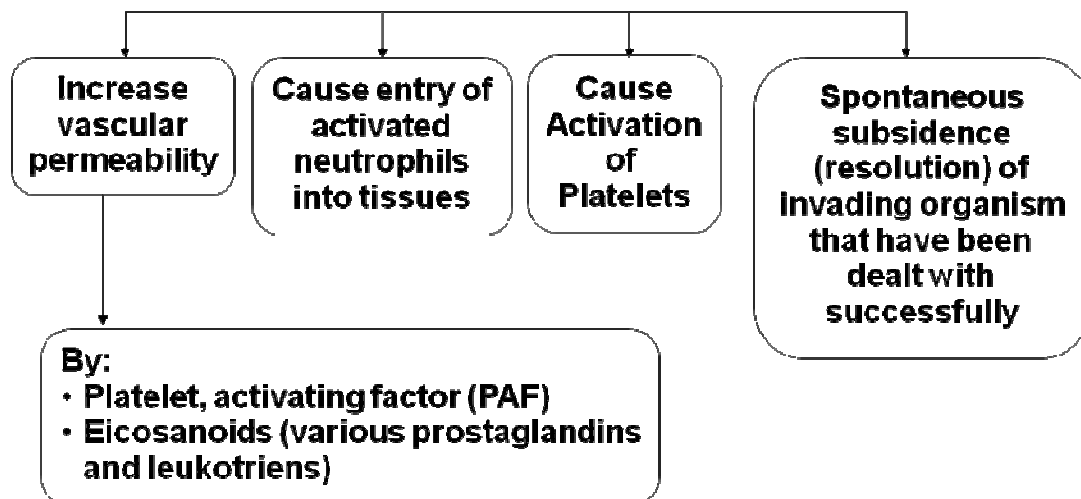 Increase
vascular
permeability
Cause entry of
activated
neutrophils
into tissues
Cause
Activation
of
Platelets
Spontaneous
subsidence
(resolution) of
invading organism
that have been
dealt with
successfully
By:
• Platelet, activating factor (PAF)
• Eicosanoids (various prostaglandins
and leukotriens)